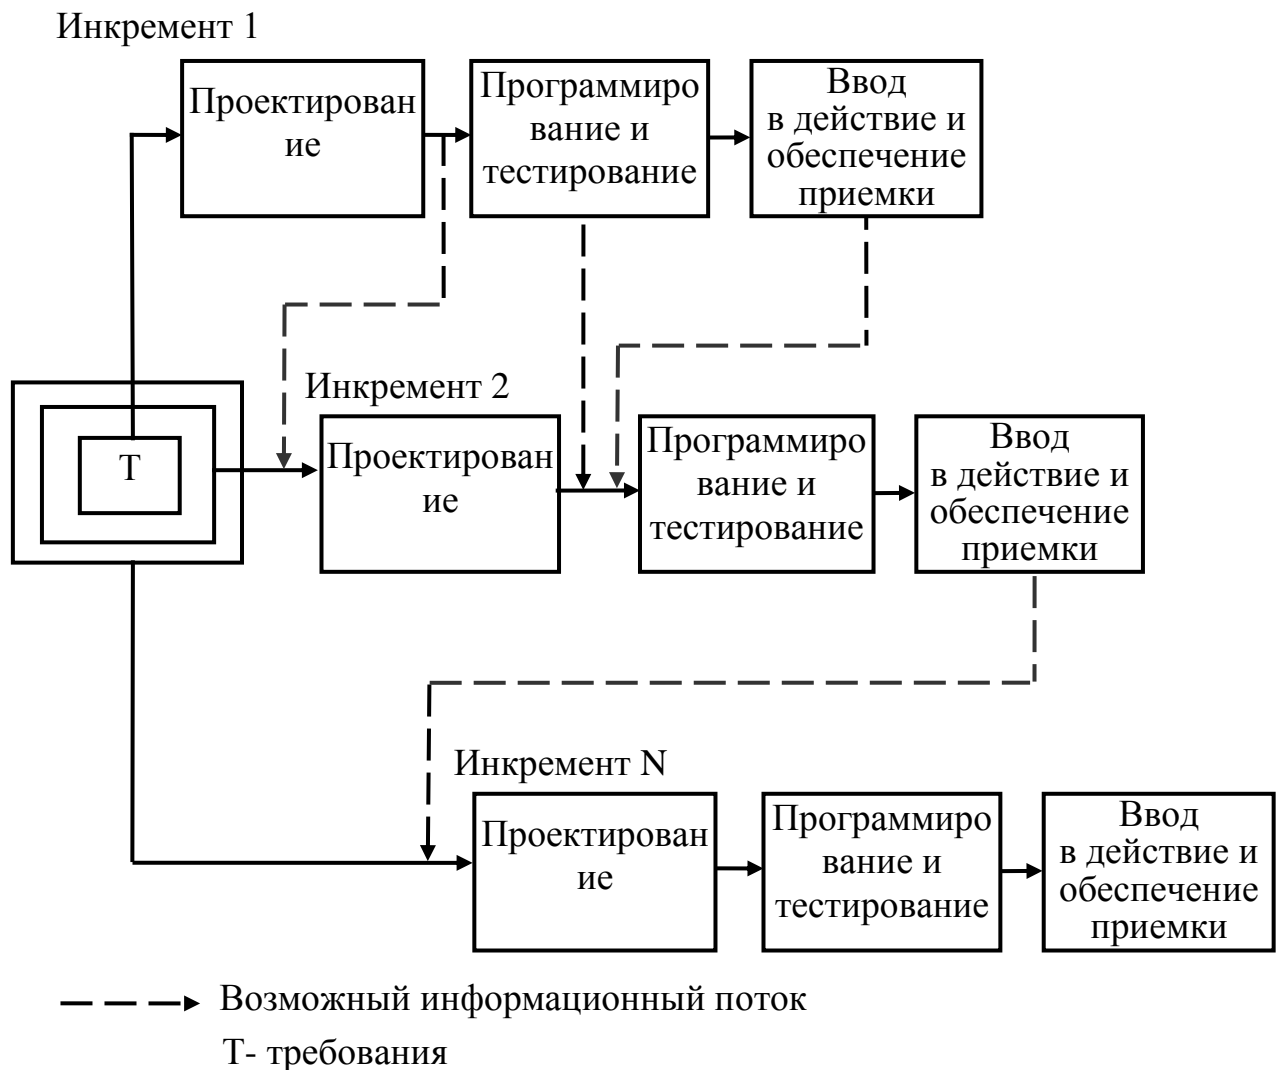 Инкремент 1
Проектирован
ие
Программиро
вание и
тестирование
Ввод
в действие и
обеспечение
приемки
Инкремент 2
Т
Проектирован
ие
Программиро
вание и
тестирование
Ввод
в действие и
обеспечение
приемки
Инкремент N
Проектирован
ие
Программиро
вание и
тестирование
Ввод
в действие и
обеспечение
приемки
Возможный информационный поток
Т- требования